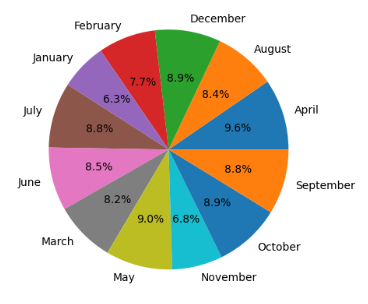 December
February
August
January
8.9%
7.7%
8.4%
6.3%
April
July
9.6%
8.8%
8.5%
8.8%
June
September
8.2%
8.9%
9.0%
6.8%
March
October
May
November